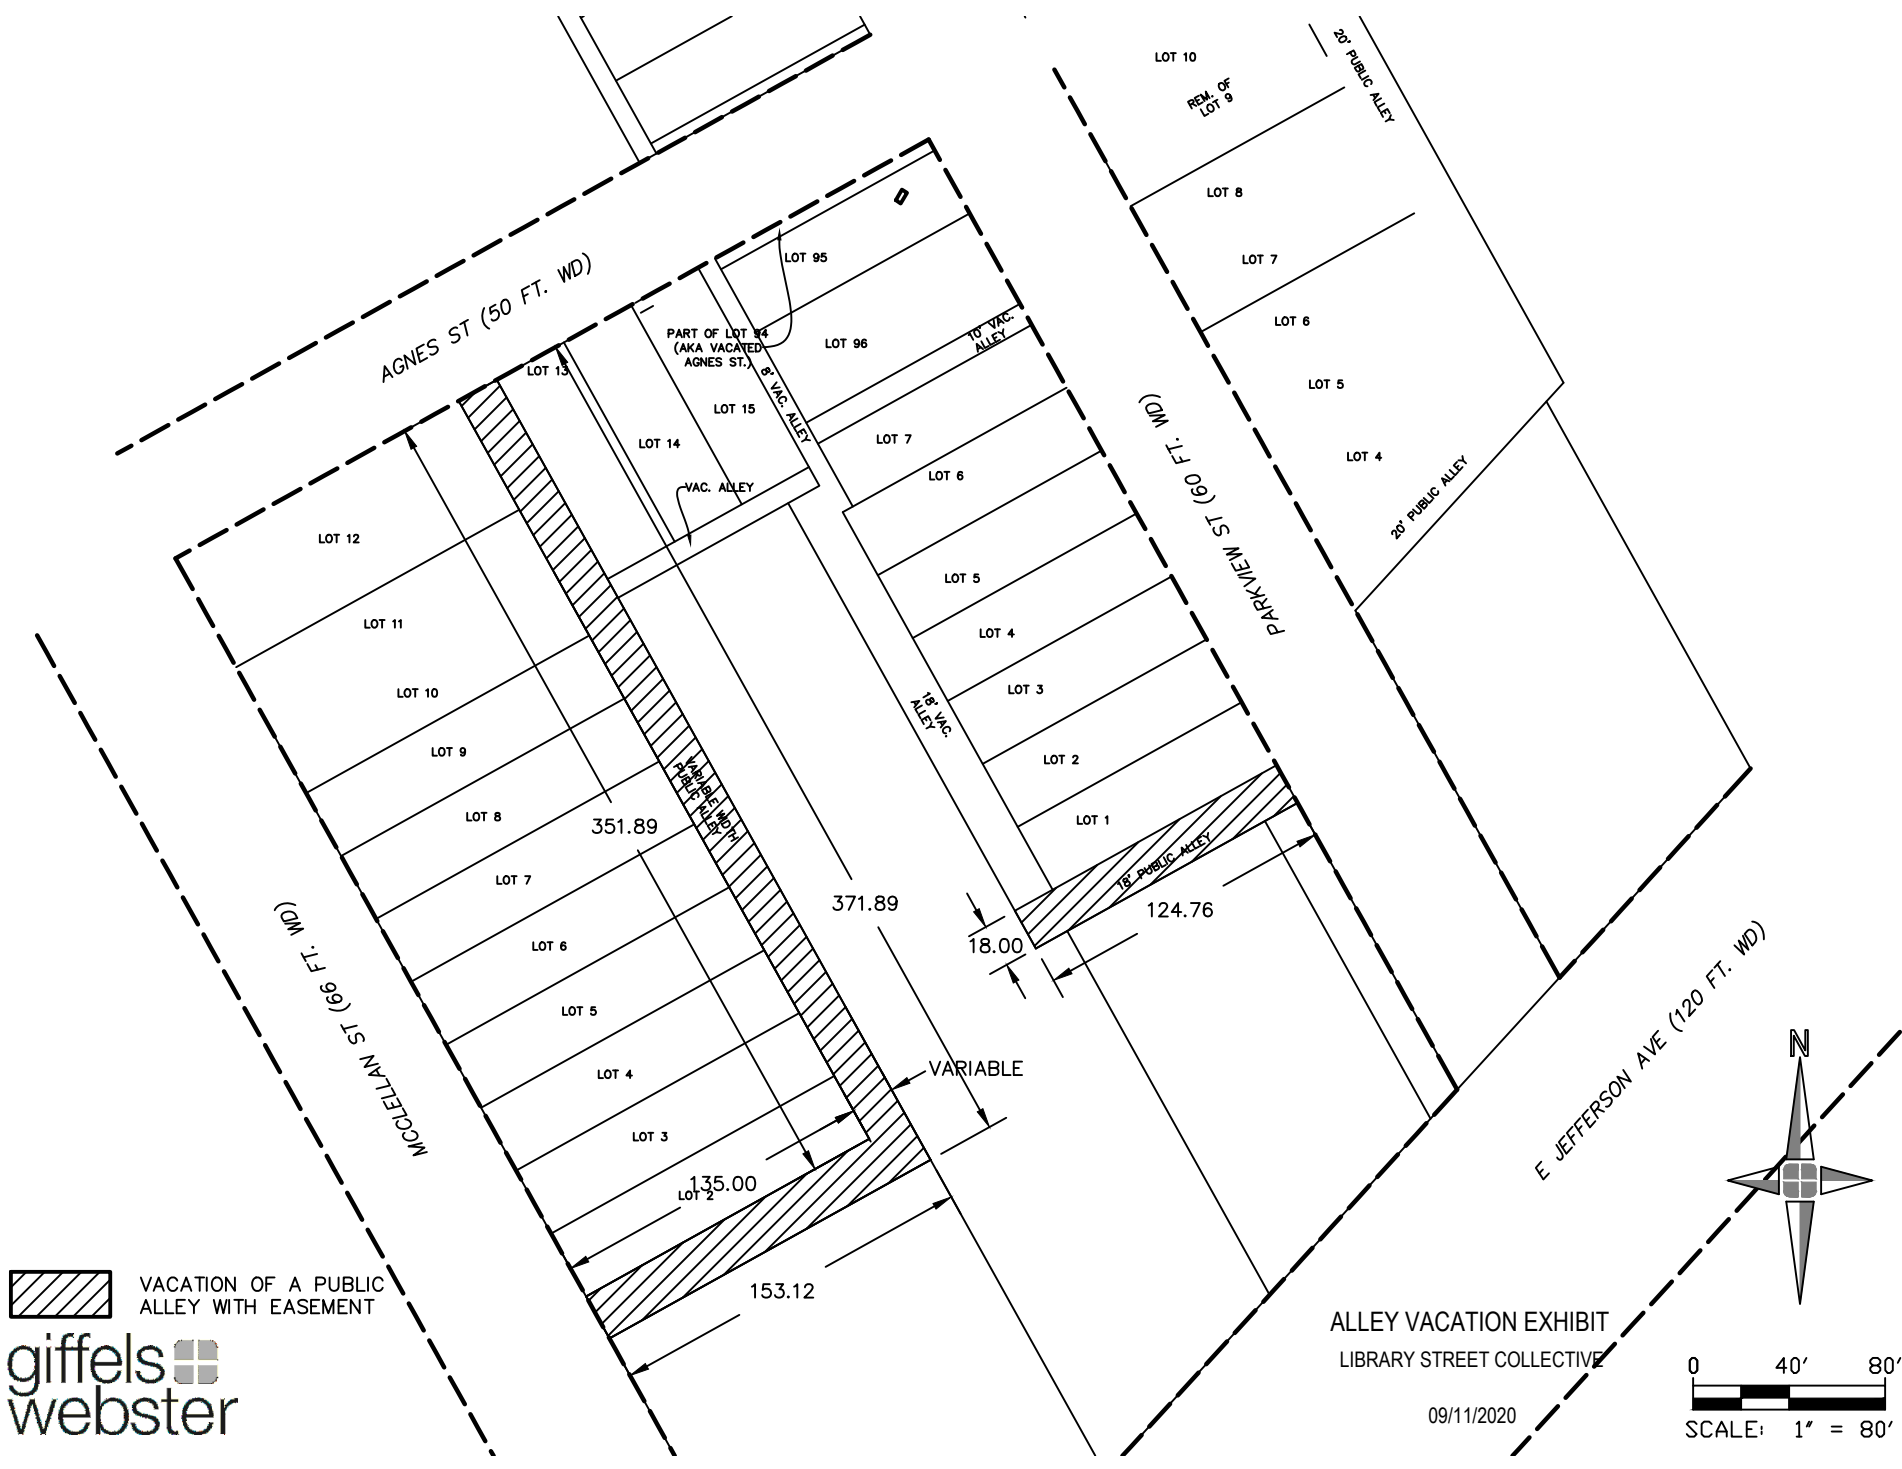 LOT 10
REM. OF
LOT 9
20' PUBLIC ALLEY
LOT 8
LOT 7
LOT 6
LOT 5
LOT 4
20' PUBLIC ALLEY
AGNES ST (50 FT. WD)
LOT 95
PART OF LOT 94
(AKA VACATED
AGNES ST.)
LOT 96
10' VAC.
ALLEY
8' VAC. ALLEY
LOT 13
LOT 14
LOT 15
VAC. ALLEY
LOT 7
LOT 6
LOT 5
LOT 4
LOT 3
LOT 2
LOT 1
PARKVIEW ST (60 FT. WD)
18' VAC.
ALLEY
18' PUBLIC ALLEY
124.76
18.00
LOT 12
LOT 11
LOT 10
LOT 9
LOT 8
LOT 7
LOT 6
LOT 5
LOT 4
LOT 3
LOT 2
VARIABLE WIDTH
PUBLIC ALLEY
351.89
371.89
VARIABLE
135.00
153.12
MCCLELLAN ST (66 FT. WD)
E JEFFERSON AVE (120 FT. WD)
N
VACATION OF A PUBLIC
ALLEY WITH EASEMENT
giffels
webster
ALLEY VACATION EXHIBIT
LIBRARY STREET COLLECTIVE
09/11/2020
0 40' 80'
SCALE: 1" = 80'